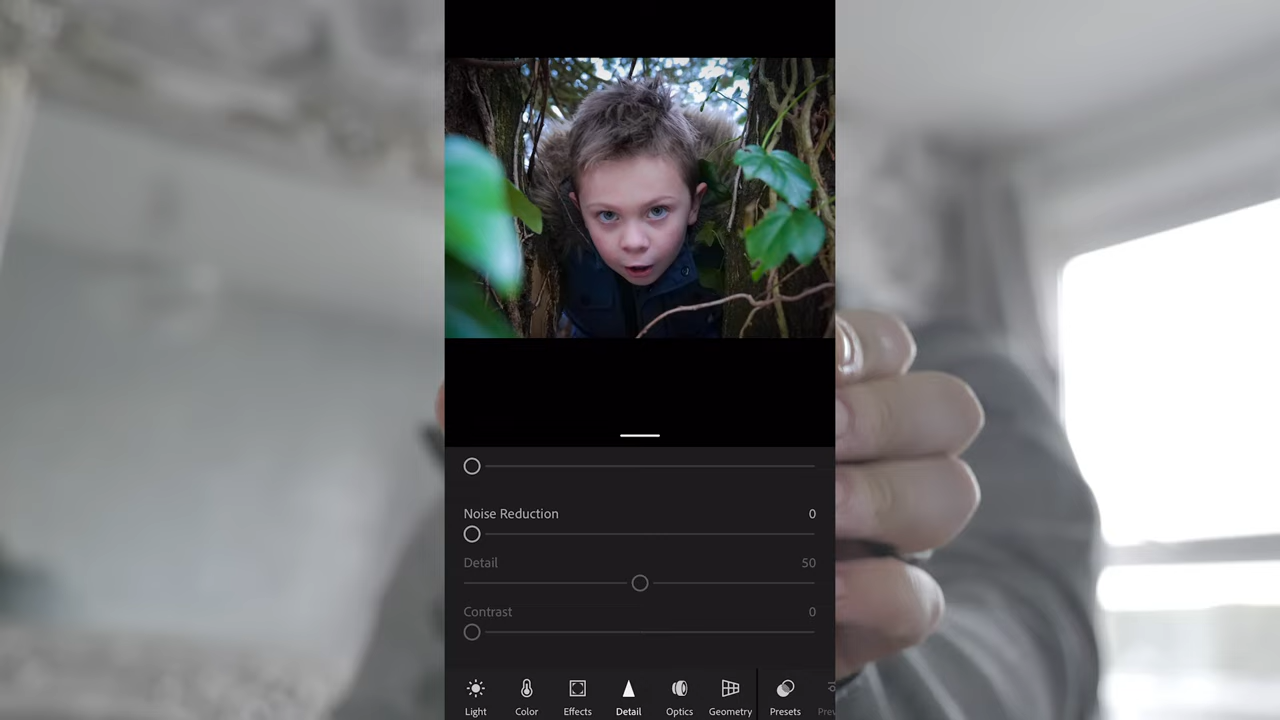 Noise Reduction 0
Detail 50
Contrast 0
Light Color Effects Detail Optics Geometry Presets